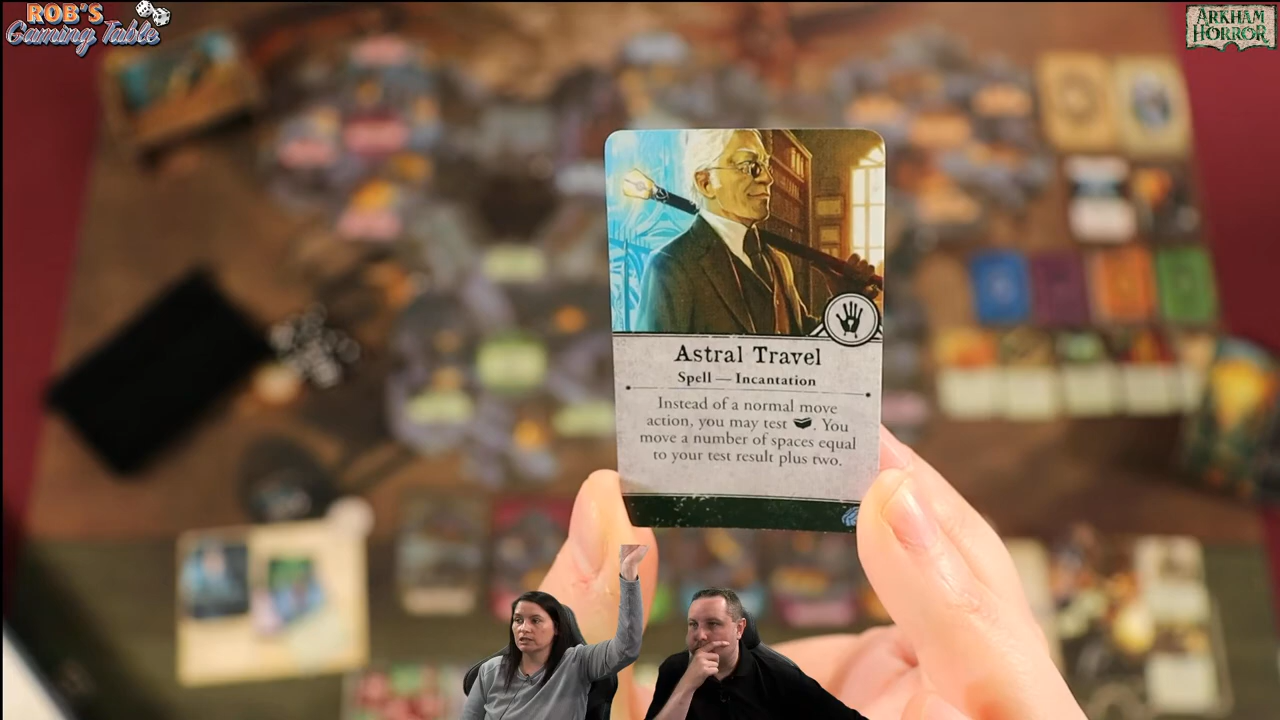 ROB'S
Gaming Table
ARKHAM
HORROR
Astral Travel
Spell — Incantation
Instead of a normal move
action, you may test . You
move a number of spaces equal
to your test result plus two.